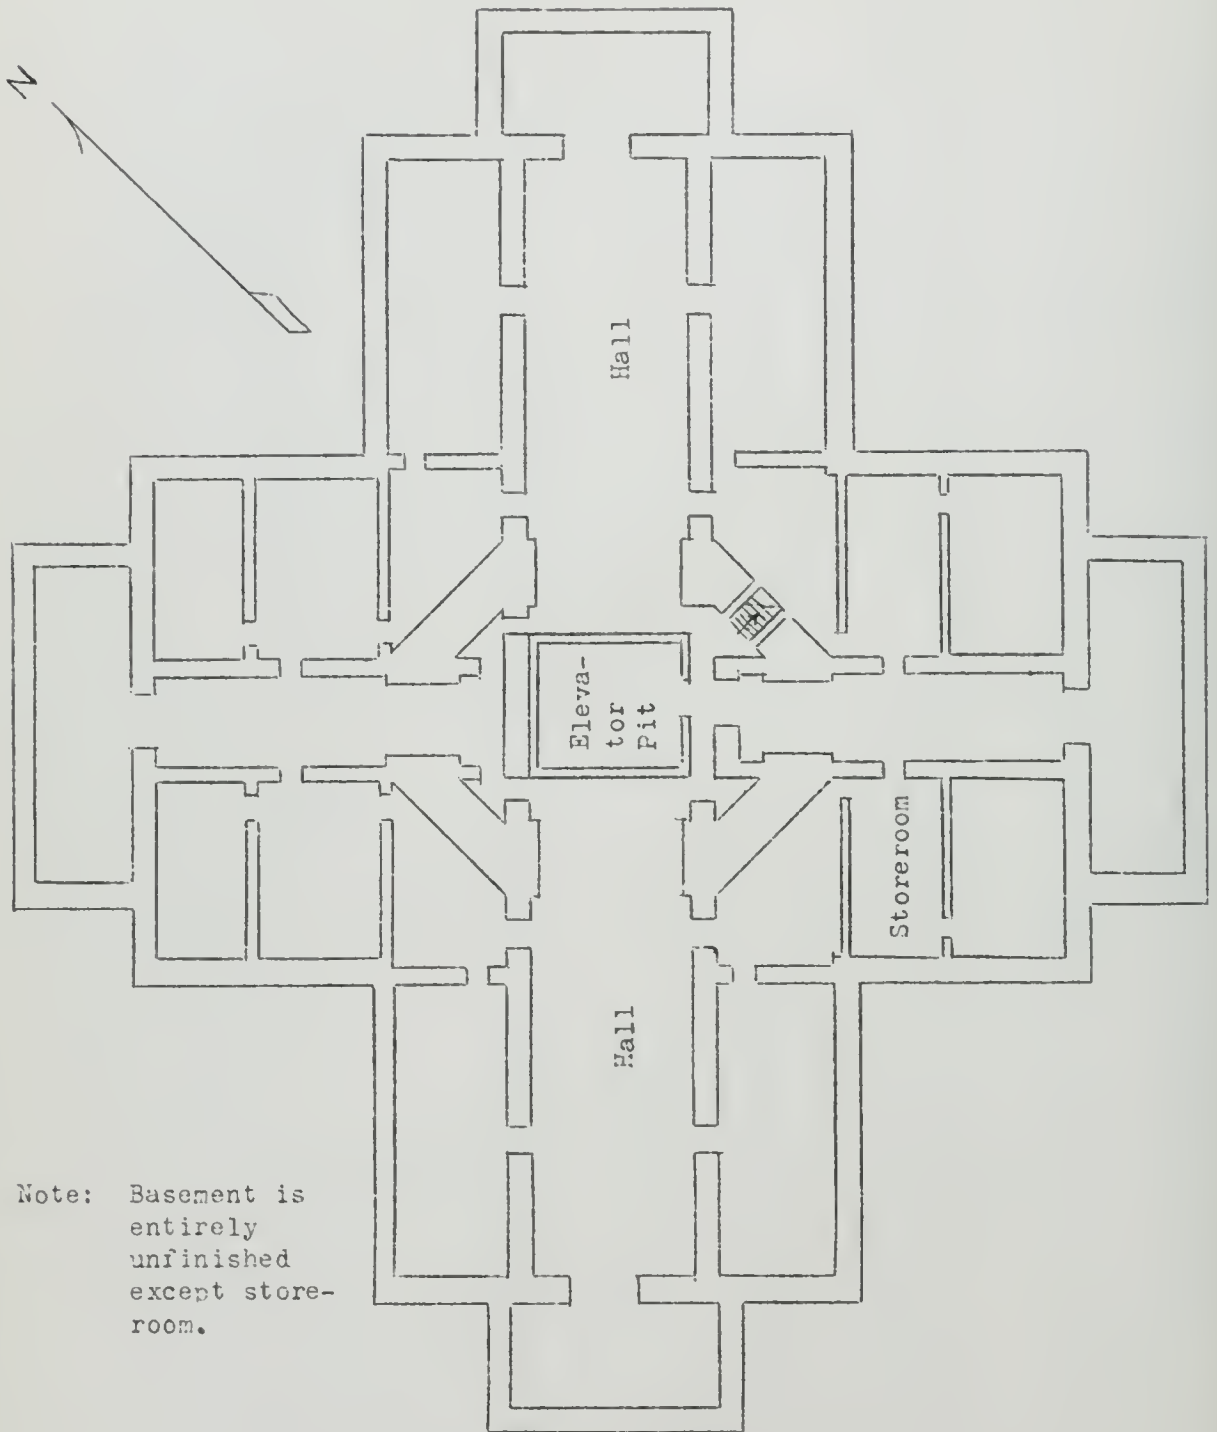 N
Hall
Eleva-
tor
Pit
Storeroom
Hall
Note: Basement is
entirely
unfinished
except store-
room.